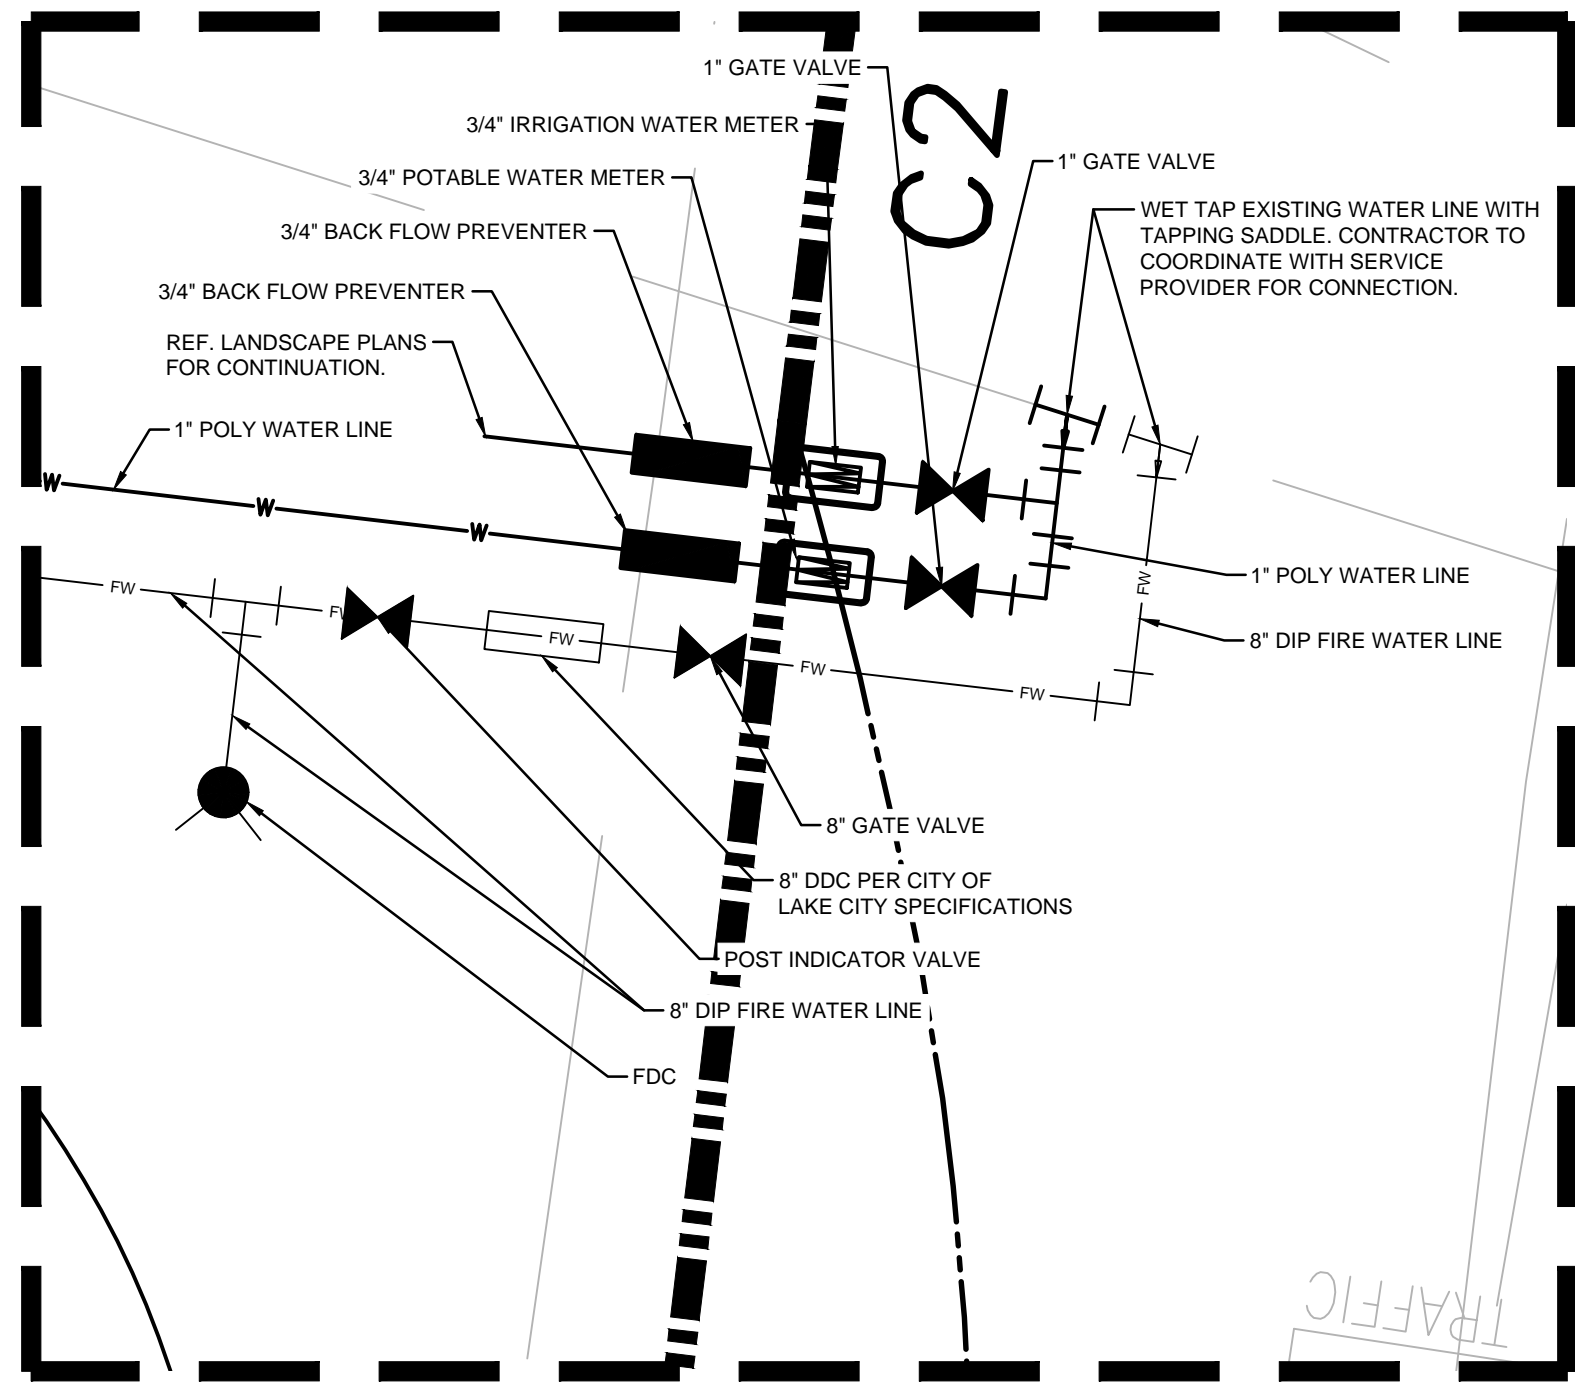 1" GATE VALVE
C2
3/4" IRRIGATION WATER METER
1" GATE VALVE
3/4" POTABLE WATER METER
WET TAP EXISTING WATER LINE WITH
TAPPING SADDLE. CONTRACTOR TO
COORDINATE WITH SERVICE
PROVIDER FOR CONNECTION.
3/4" BACK FLOW PREVENTER
3/4" BACK FLOW PREVENTER
REF. LANDSCAPE PLANS
FOR CONTINUATION.
1" POLY WATER LINE
W
W
W
1" POLY WATER LINE
FW
FW
FW
FW
FW
FW
8" DIP FIRE WATER LINE
8" GATE VALVE
8" DDC PER CITY OF
LAKE CITY SPECIFICATIONS
POST INDICATOR VALVE
8" DIP FIRE WATER LINE
FDC
TRAFFIC